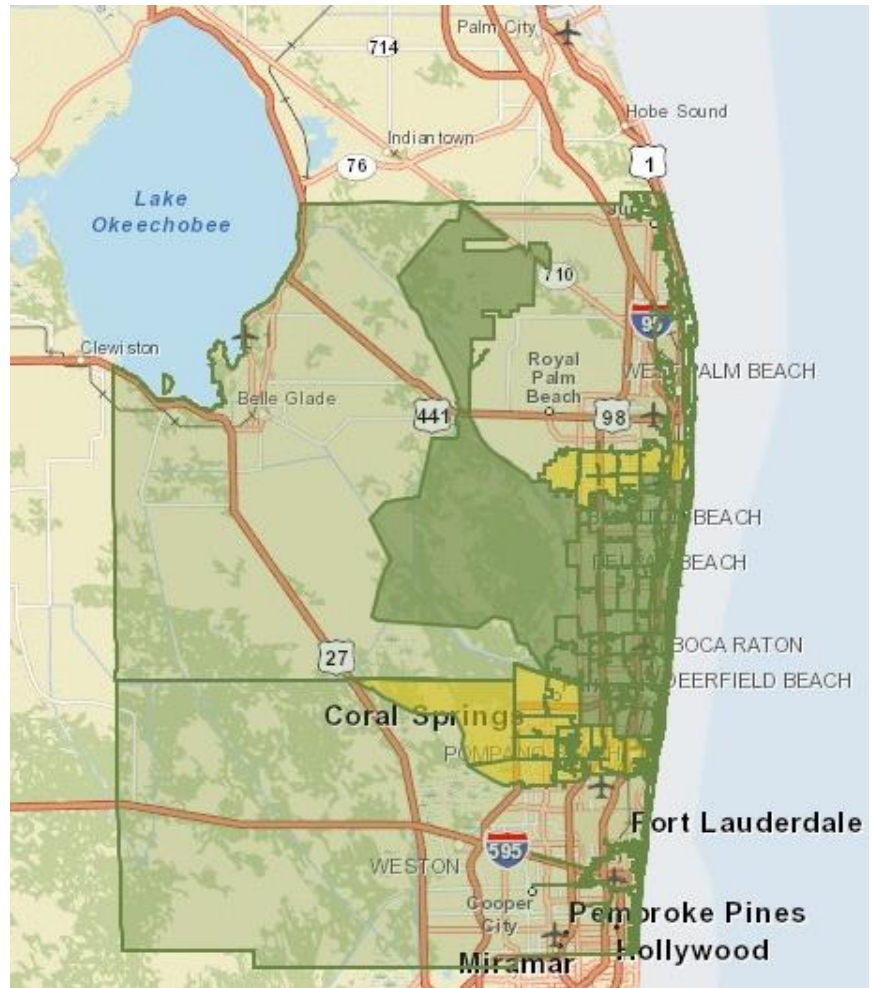 Palm City
714
Hobe Sound
Indiantown
76
1
Lake
Okeechobee
710
95
Clewiston
Royal
Palm
Beach
WEST PALM BEACH
Belle Glade
441
98
BEACH
BEACH
BOCA RATON
27
DEERFIELD BEACH
Coral Springs
POMPANO BEACH
Fort Lauderdale
595
WESTON
Cooper
City
Pembroke Pines
Hollywood
Miramar